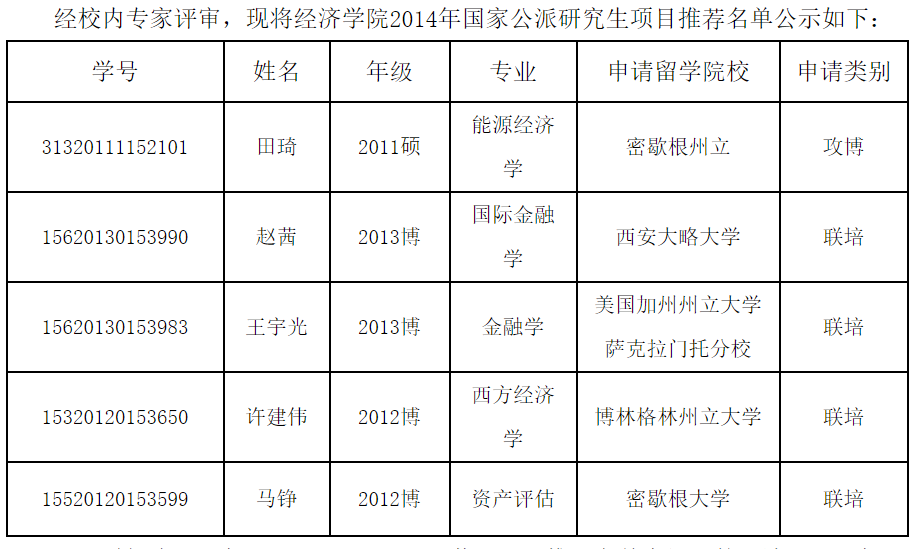 经校内专家评审，现将经济学院2014年国家公派研究生项目推荐名单公示如下：
学号 姓名 年级 专业 申请留学院校 申请类别
31320111152101 田琦 2011硕 能源经济学 密歇根州立 攻博
15620130153990 赵茜 2013博 国际金融学 西安大略大学 联培
15620130153983 王宇光 2013博 金融学 美国加州州立大学萨克拉门托分校 联培
15320120153650 许建伟 2012博 西方经济学 博林格林州立大学 联培
15520120153599 马铮 2012博 资产评估 密歇根大学 联培